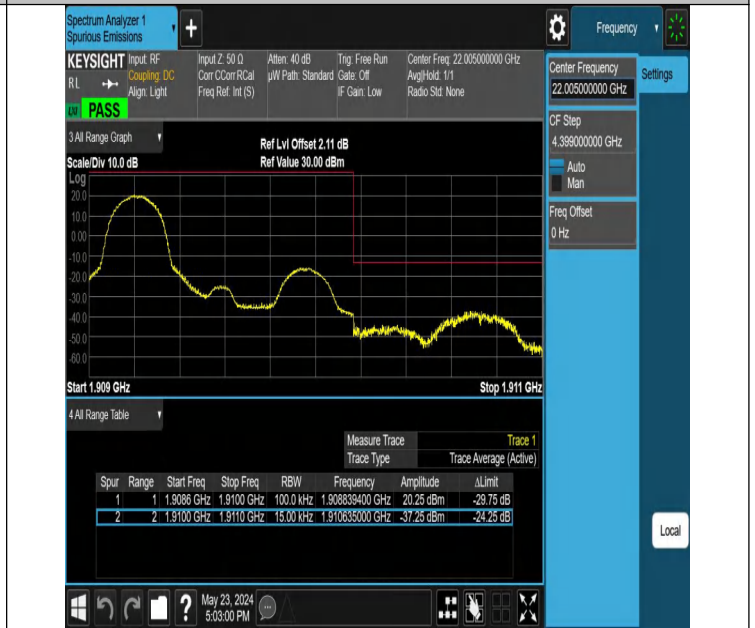 Spectrum Analyzer 1
Spurious Emissions
+
Frequency
KEYSIGHT Input: RF Input Z: 50 Ω Atten: 40 dB Trig: Free Run Center Freq: 22.005000000 GHz
RL Coupling: DC Corr CCorr RCal µW Path: Standard Gate: Off Avg|Hold: 1/1
Align: Light Freq Ref: Int (S) IF Gain: Low Radio Std: None
PASS
Center Frequency
22.005000000 GHz
Settings
CF Step
4.399000000 GHz
Auto
Man
Freq Offset
0 Hz
3 All Range Graph
Ref Lvl Offset 2.11 dB
Scale/Div 10.0 dB Ref Value 30.00 dBm
Log
20.0
10.0
0.00
-10.0
-20.0
-30.0
-40.0
-50.0
-60.0
Start 1.909 GHz Stop 1.911 GHz
4 All Range Table
Measure Trace Trace 1
Trace Type Trace Average (Active)
Spur Range Start Freq Stop Freq RBW Frequency Amplitude ΔLimit
1 1 1.9086 GHz 1.9100 GHz 100.0 kHz 1.908839400 GHz 20.25 dBm -29.75 dB
2 2 1.9100 GHz 1.9110 GHz 15.00 kHz 1.910635000 GHz -37.25 dBm -24.25 dB
Local
? May 23, 2024
5:03:00 PM